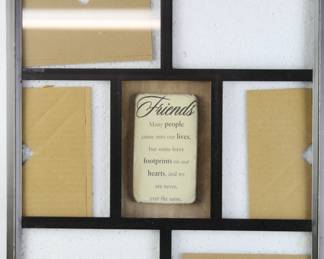 Friends
Many people
come into our lives,
but some leave
footprints on our
hearts, and we
are never,
ever the same.